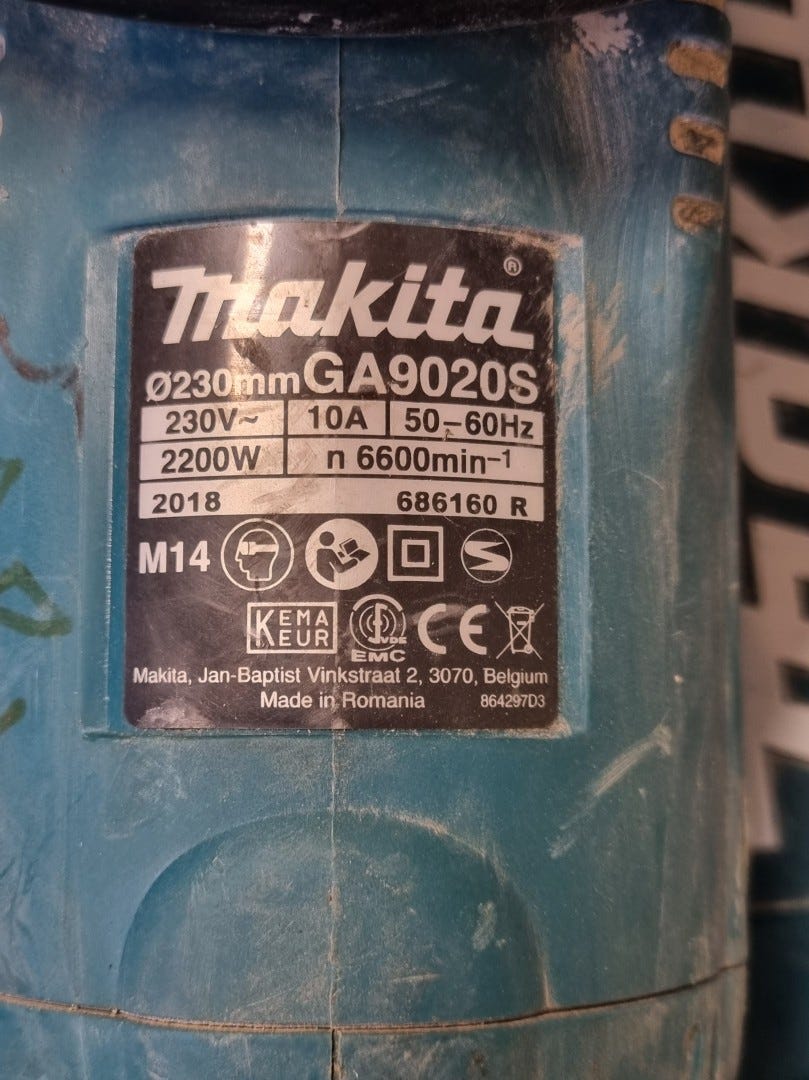 makita®
Ø230mm GA9020S
230V~ 10A 50-60Hz
2200W n 6600min-1
2018 686160 R
M14
KEMA
KEUR
VDE
EMC
CE
Makita, Jan-Baptist Vinkstraat 2, 3070, Belgium
Made in Romania 864297D3